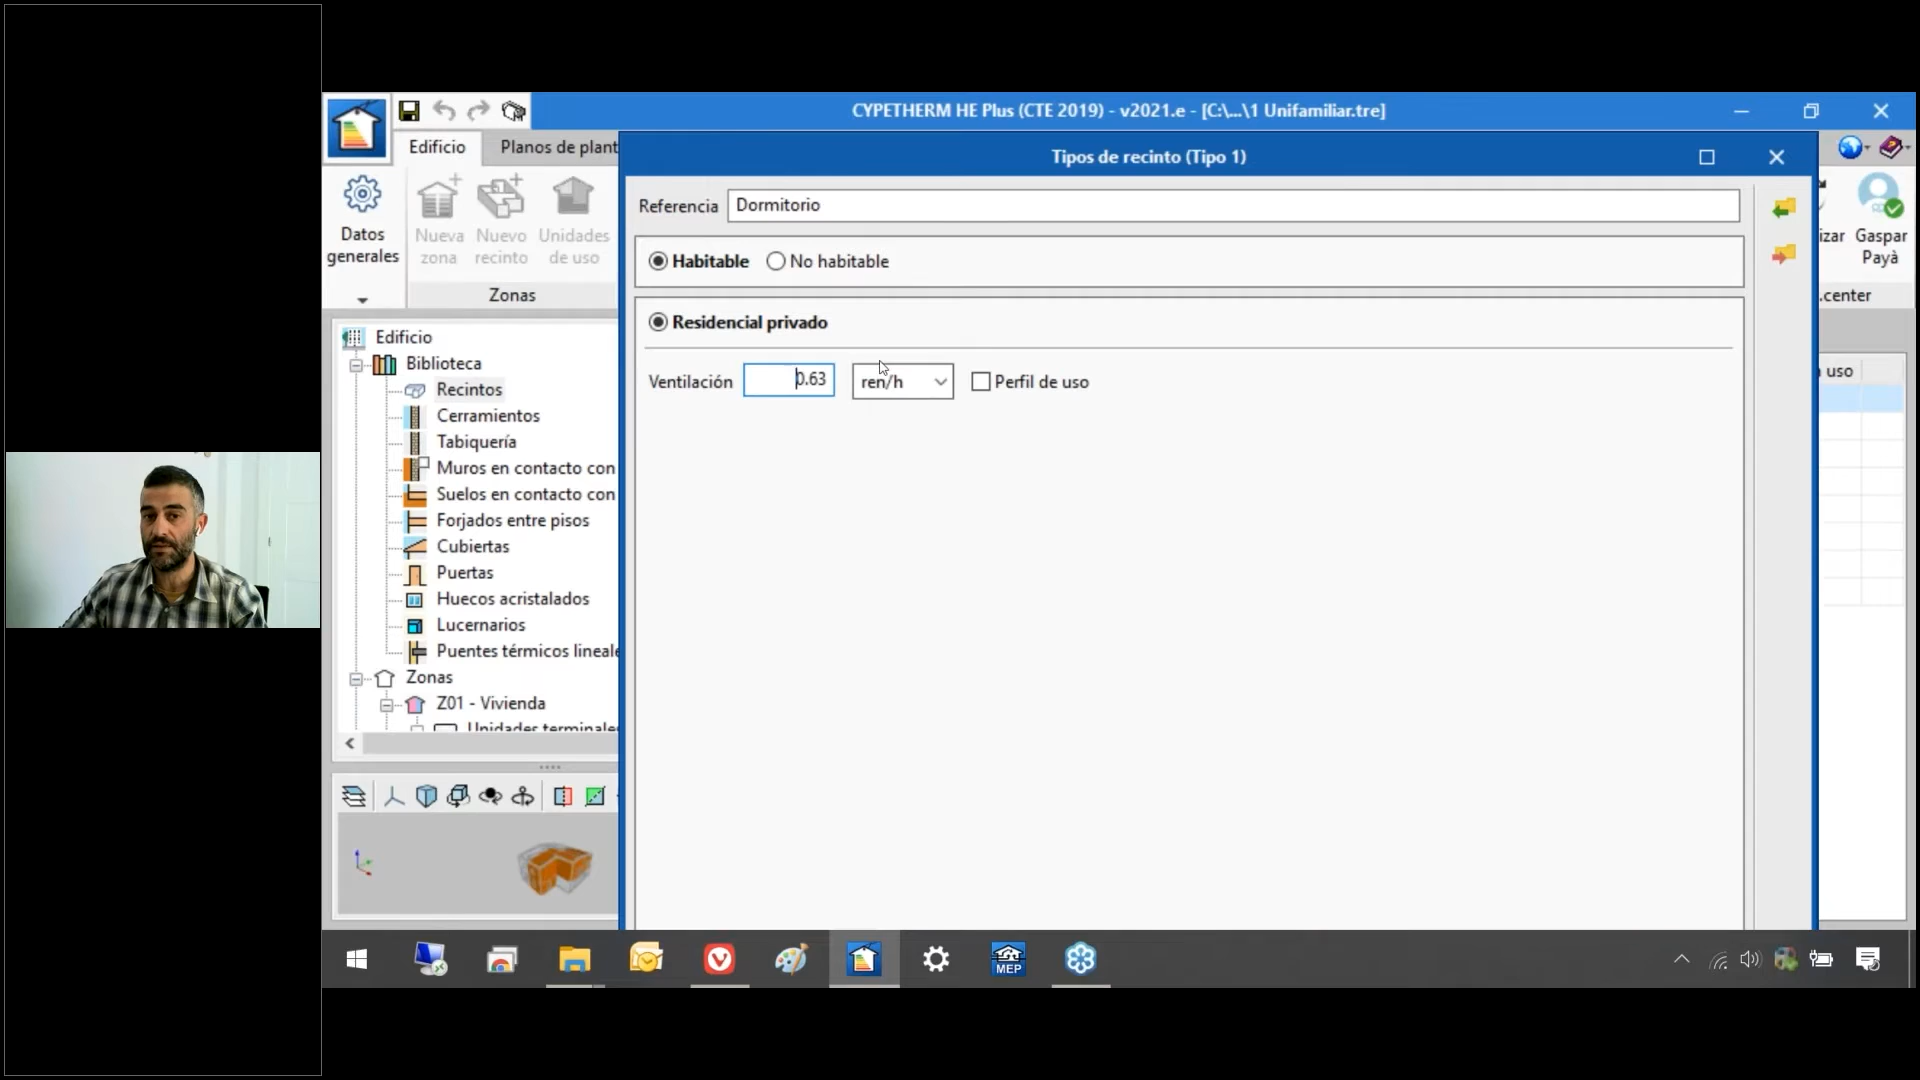 CYPETHERM HE Plus (CTE 2019) - v2021.e - [C:\...\1 Unifamiliar.tre]
Edificio
Planos de plant
Tipos de recinto (Tipo 1)
Datos generales
Nueva zona
Nuevo recinto
Unidades de uso
Zonas
izar
Gaspar Payà
.center
Referencia
Dormitorio
Habitable
No habitable
Residencial privado
Ventilación
0.63
ren/h
Perfil de uso
uso
Edificio
Biblioteca
Recintos
Cerramientos
Tabiquería
Muros en contacto con
Suelos en contacto con
Forjados entre pisos
Cubiertas
Puertas
Huecos acristalados
Lucernarios
Puentes térmicos lineale
Zonas
Z01 - Vivienda
Unidades terminale
MEP